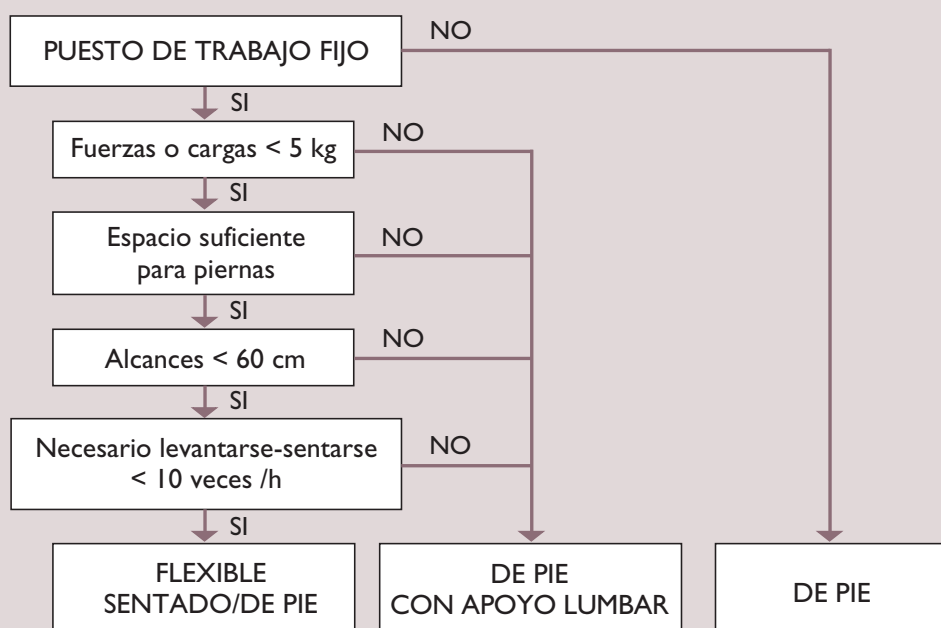 PUESTO DE TRABAJO FIJO
NO
SI
Fuerzas o cargas < 5 kg
NO
SI
Espacio suficiente
para piernas
NO
SI
Alcances < 60 cm
NO
SI
Necesario levantarse-sentarse
< 10 veces /h
NO
SI
FLEXIBLE
SENTADO/DE PIE
DE PIE
CON APOYO LUMBAR
DE PIE